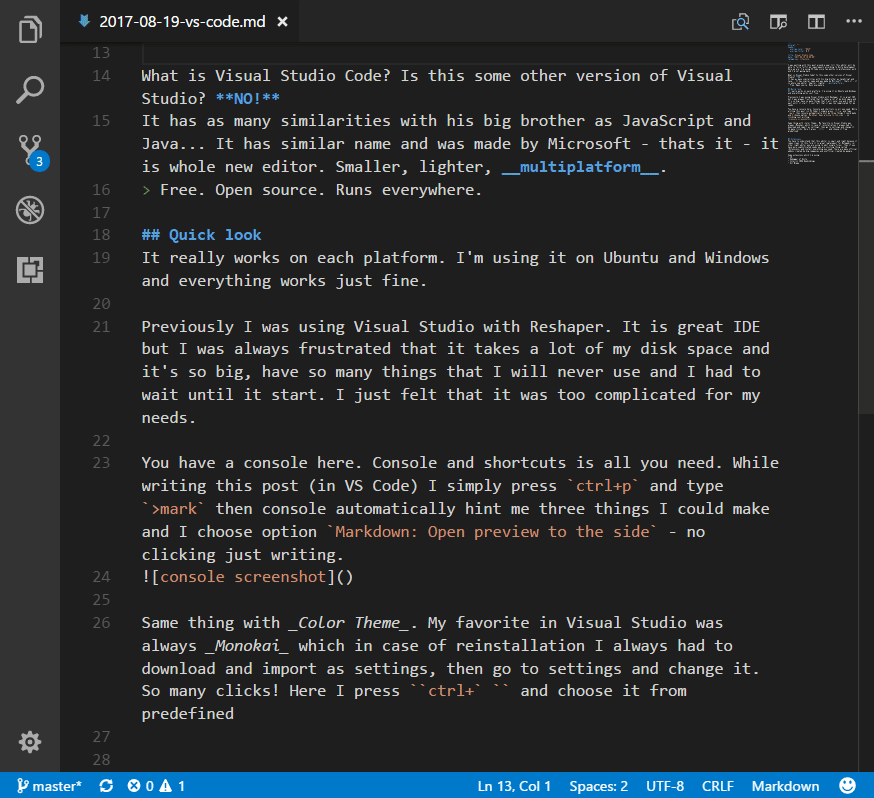 2017-08-19-vs-code.md ×
13
14 What is Visual Studio Code? Is this some other version of Visual
Studio? **NO!**
15 It has as many similarities with his big brother as JavaScript and
Java... It has similar name and was made by Microsoft - thats it - it
is whole new editor. Smaller, lighter, __multiplatform__.
16 > Free. Open source. Runs everywhere.
17
18 ## Quick look
19 It really works on each platform. I'm using it on Ubuntu and Windows
and everything works just fine.
20
21 Previously I was using Visual Studio with Reshaper. It is great IDE
but I was always frustrated that it takes a lot of my disk space and
it's so big, have so many things that I will never use and I had to
wait until it start. I just felt that it was too complicated for my
needs.
22
23 You have a console here. Console and shortcuts is all you need. While
writing this post (in VS Code) I simply press `ctrl+p` and type
`>mark` then console automatically hint me three things I could make
and I choose option `Markdown: Open preview to the side` - no
clicking just writing.
24 ![console screenshot]()
25
26 Same thing with _Color Theme_. My favorite in Visual Studio was
always _Monokai_ which in case of reinstallation I always had to
download and import as settings, then go to settings and change it.
So many clicks! Here I press ``ctrl+` `` and choose it from
predefined
27
28
3
master* 0 1 Ln 13, Col 1 Spaces: 2 UTF-8 CRLF Markdown